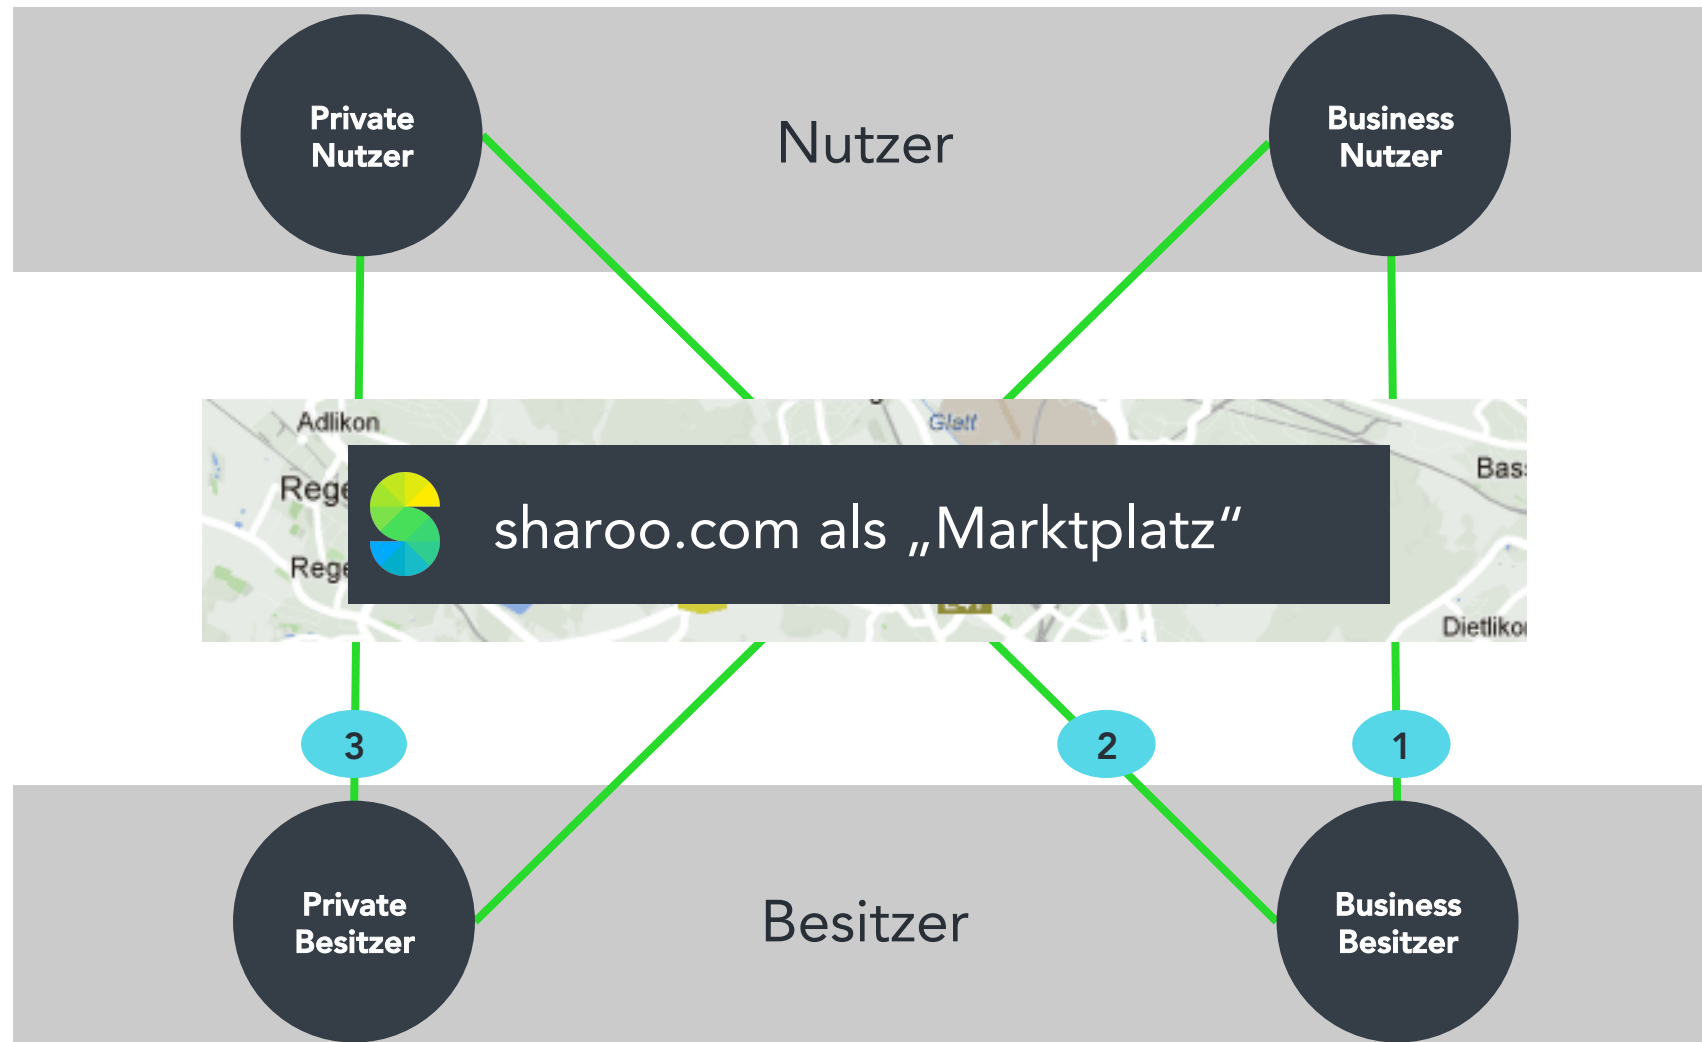 Private
Nutzer
Nutzer
Business
Nutzer
Adlikon
Glatt
sharoo.com als „Marktplatz“
Dietlikon
3
2
1
Private
Besitzer
Besitzer
Business
Besitzer